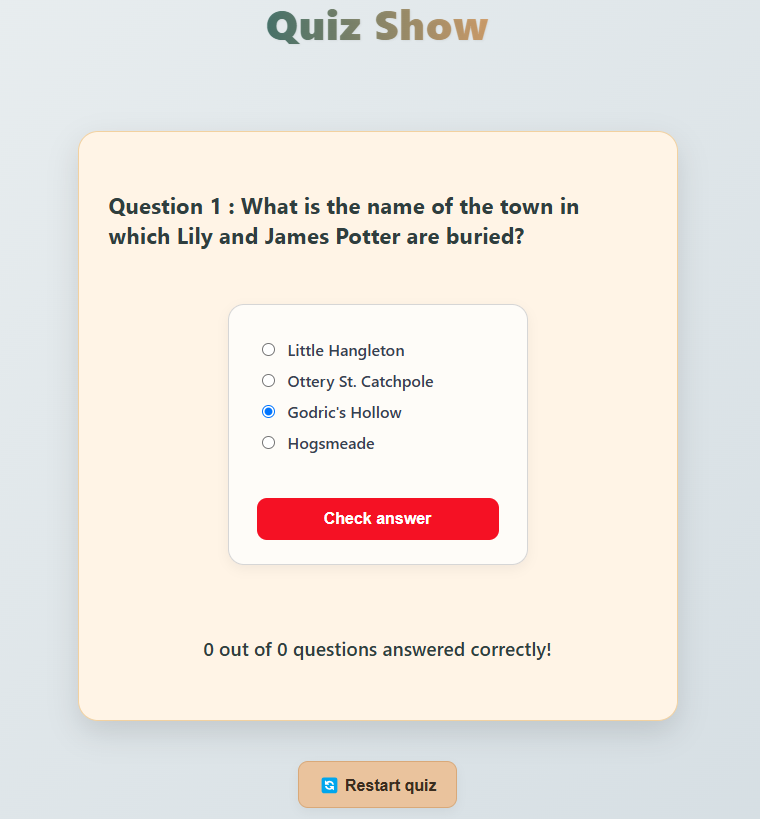 Quiz Show
Question 1 : What is the name of the town in
which Lily and James Potter are buried?
Little Hangleton
Ottery St. Catchpole
Godric's Hollow
Hogsmeade
Check answer
0 out of 0 questions answered correctly!
Restart quiz